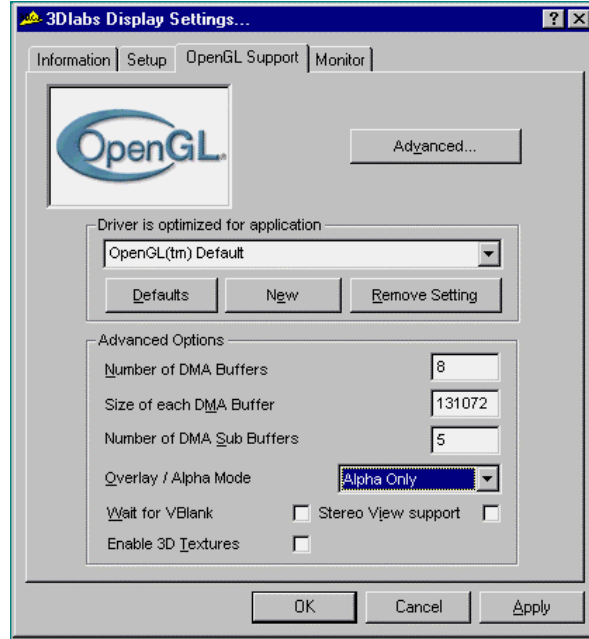 3Dlabs Display Settings...
Information Setup OpenGL Support Monitor
OpenGL.
Advanced...
Driver is optimized for application
OpenGL(tm) Default
Defaults New Remove Setting
Advanced Options
Number of DMA Buffers 8
Size of each DMA Buffer 131072
Number of DMA Sub Buffers 5
Overlay / Alpha Mode Alpha Only
Wait for VBlank Stereo View support
Enable 3D Textures
OK Cancel Apply